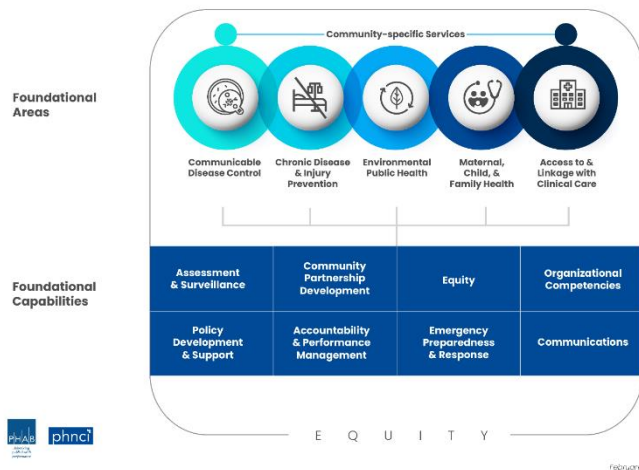 Community-specific Services
Foundational
Areas
Communicable
Disease Control
Chronic Disease
& Injury
Prevention
Environmental
Public Health
Maternal,
Child, &
Family Health
Access to &
Linkage with
Clinical Care
Foundational
Capabilities
Assessment
& Surveillance
Community
Partnership
Development
Equity
Organizational
Competencies
Policy
Development
& Support
Accountability
& Performance
Management
Emergency
Preparedness
& Response
Communications
PHAB
phnci
E Q U I T Y